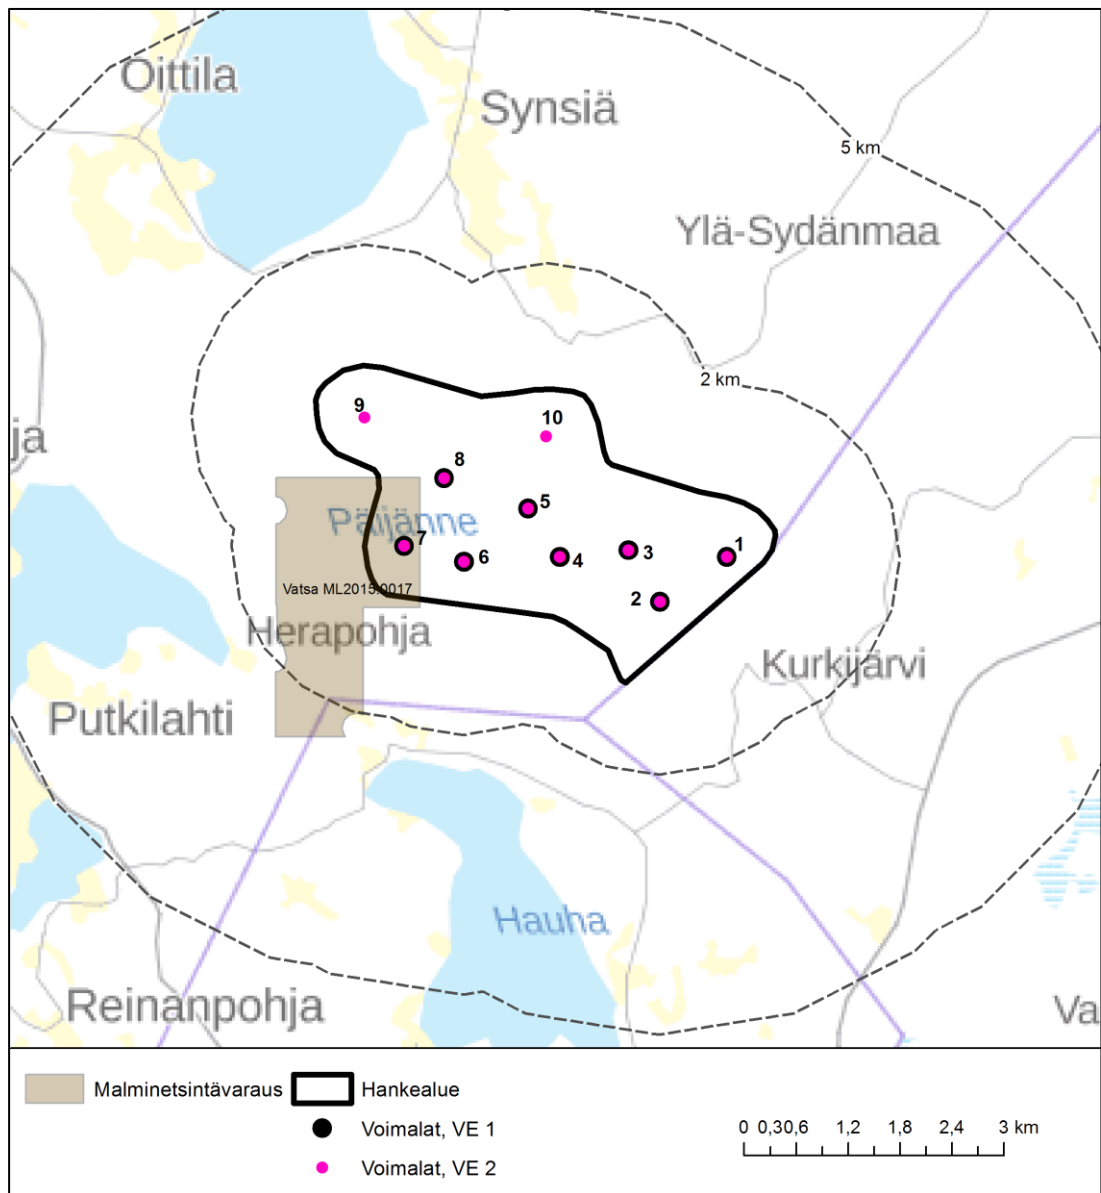 Oittila
Synsiä
5 km
Ylä-Sydänmaa
2 km
9
10
ja
8
5
Päijänne
7
6
4
3
1
Vatsa ML2015:0017
2
Herapohja
Kurkijärvi
Putkilahti
Hauha
Reinanpohja
Va
Malminetsintävaraus
Hankealue
Voimalat, VE 1
Voimalat, VE 2
0 0,30,6 1,2 1,8 2,4 3 km